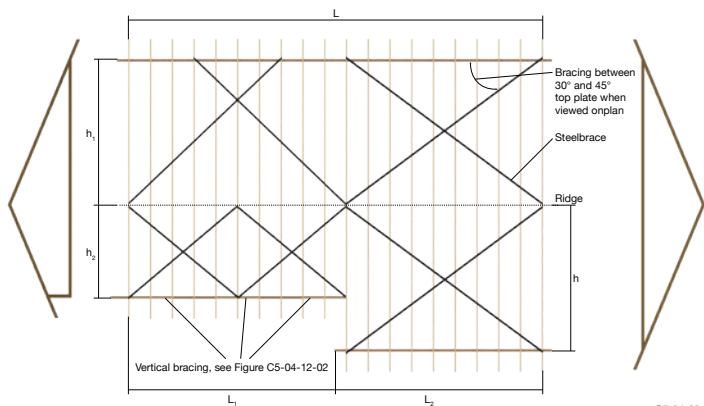 L
Bracing between
30° and 45°
top plate when
viewed onplan
Steelbrace
h1
Ridge
h2
h
Vertical bracing, see Figure C5-04-12-02
L1
L2